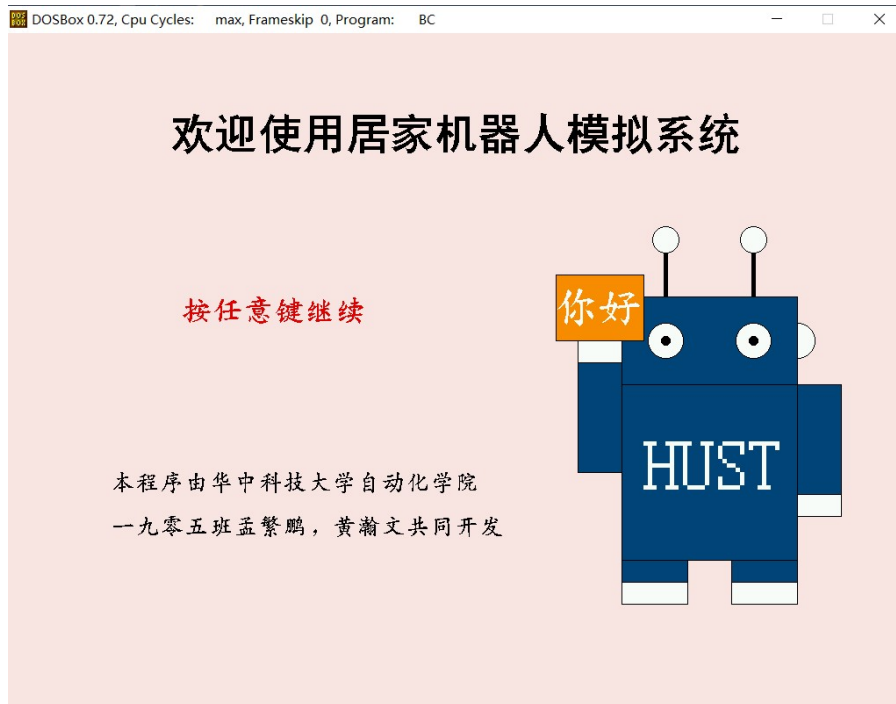 DOSBox 0.72, Cpu Cycles: max, Frameskip 0, Program: BC
欢迎使用居家机器人模拟系统
你好
按任意键继续
HUST
本程序由华中科技大学自动化学院
一九零五班孟繁鹏，黄瀚文共同开发